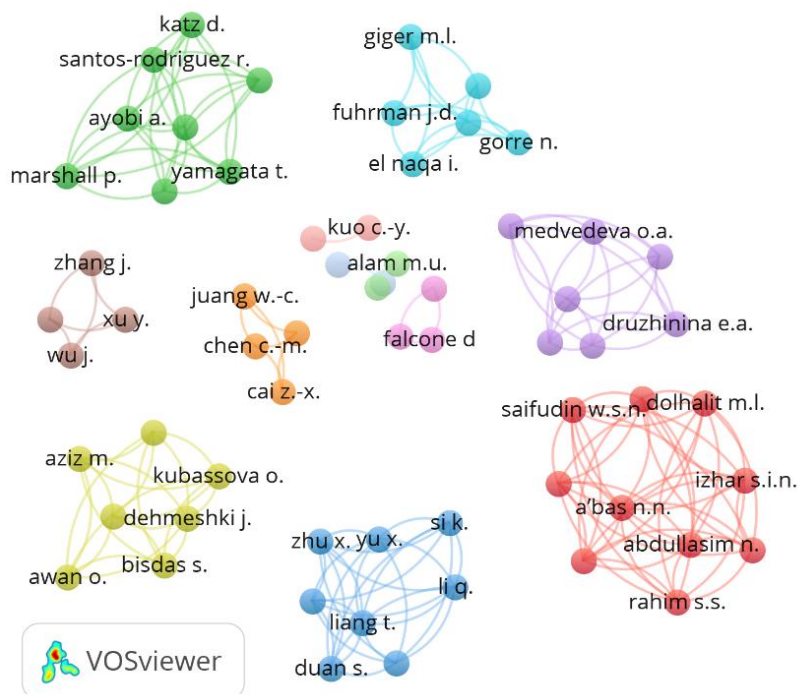 katz d.
santos-rodriguez r.
ayobi a.
marshall p.
yamagata t.
giger m.l.
fuhrman j.d.
gorre n.
el naqa i.
kuo c.-y.
alam m.u.
falcone d
medvedeva o.a.
druzhinina e.a.
zhang j.
xu y.
wu j.
juang w.-c.
chen c.-m.
cai z.-x.
saifudin w.s.n.
dolhalit m.l.
izhar s.i.n.
a'bas n.n.
abdullasim n.
rahim s.s.
aziz m.
kubassova o.
dehmeshki j.
bisdas s.
awan o.
zhu x.
yu x.
si k.
li q.
liang t.
duan s.
VOSviewer